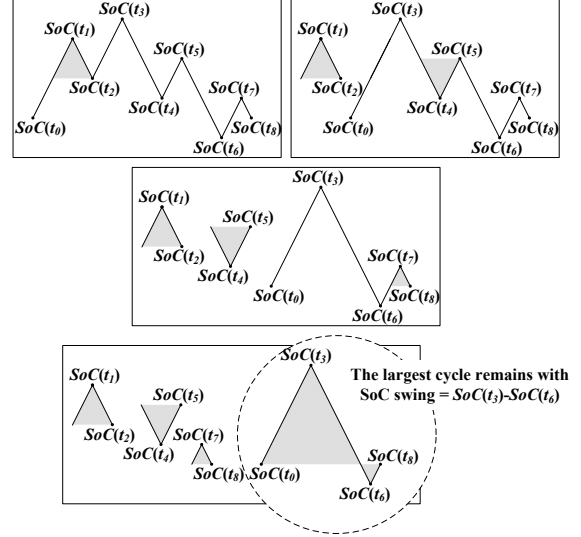 SoC(t3)
SoC(t1)
SoC(t5)
SoC(t2)
SoC(t7)
SoC(t4)
SoC(t0)
SoC(t8)
SoC(t6)
SoC(t3)
SoC(t1)
SoC(t5)
SoC(t2)
SoC(t7)
SoC(t4)
SoC(t0)
SoC(t8)
SoC(t6)
SoC(t3)
SoC(t1)
SoC(t5)
SoC(t2)
SoC(t7)
SoC(t4)
SoC(t0)
SoC(t8)
SoC(t6)
SoC(t3)
SoC(t1)
The largest cycle remains with
SoC swing = SoC(t3)-SoC(t6)
SoC(t5)
SoC(t2)
SoC(t7)
SoC(t4)
SoC(t8)
SoC(t0)
SoC(t8)
SoC(t6)